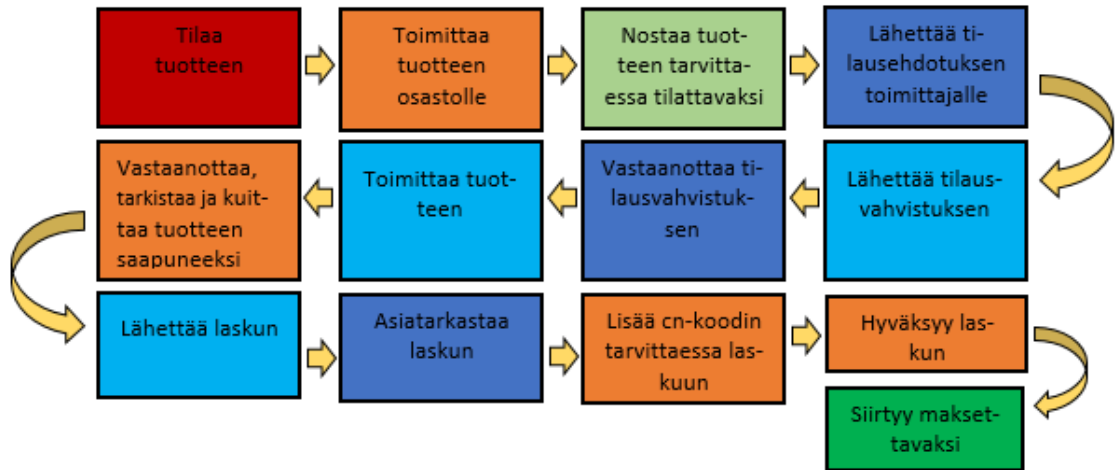 Tilaa
tuotteen
Toimittaa
tuotteen
osastolle
Nostaa tuot-
teen tarvitta-
essa tilattavaksi
Lähettää ti-
lausehdotuksen
toimittajalle
Lähettää tilaus-
vahvistuksen
Vastaanottaa ti-
lausvahvistuk-
sen
Toimittaa tuot-
teen
Vastaanottaa,
tarkistaa ja kuit-
taa tuotteen
saapuneeksi
Lähettää laskun
Asiatarkastaa
laskun
Lisää cn-koodin
tarvittaessa las-
kuun
Hyväksyy las-
kun
Siirtyy makset-
tavaksi